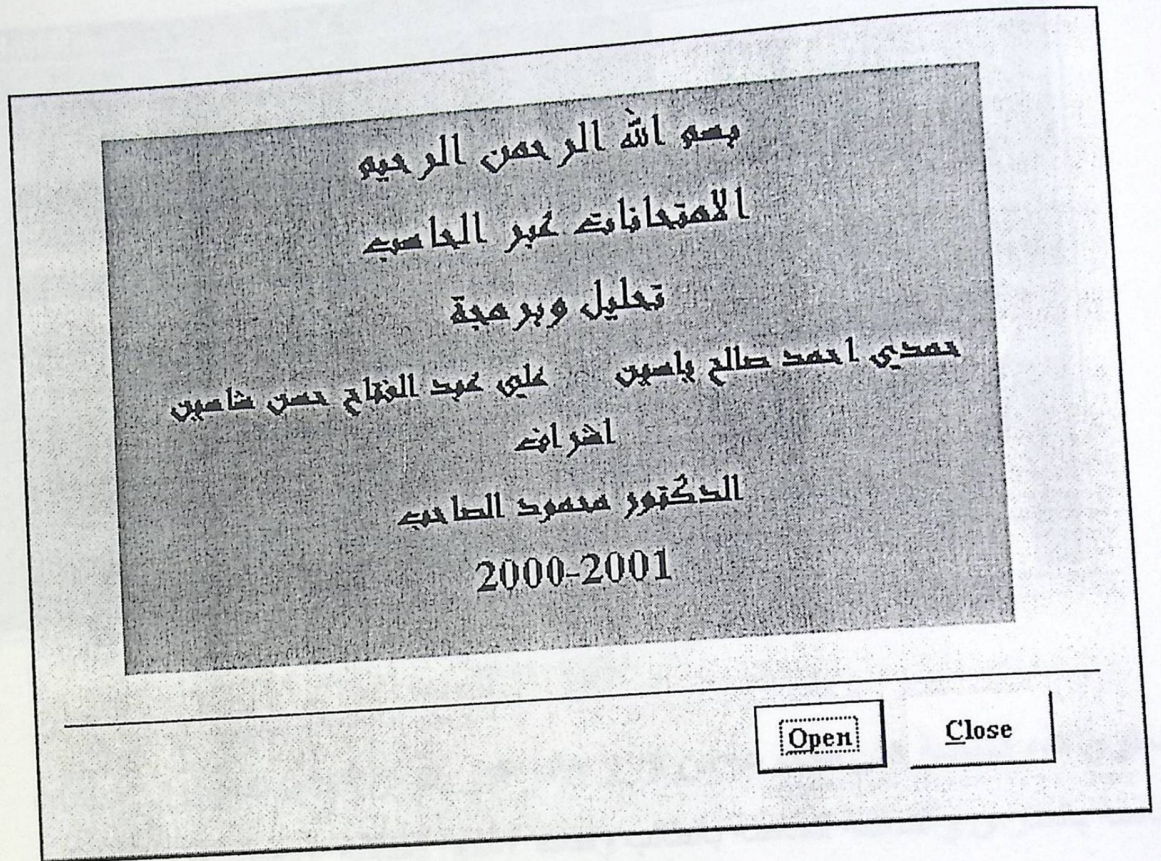 بسم الله الرحمن الرحيم
الامتحانات عبر الحاسب
تحليل وبرمجة
حمدي احمد صالح ياسين علي عبد الفتاح حسن شاهين
اشراف
الدكتور محمود الصاحب
2000-2001
Open Close